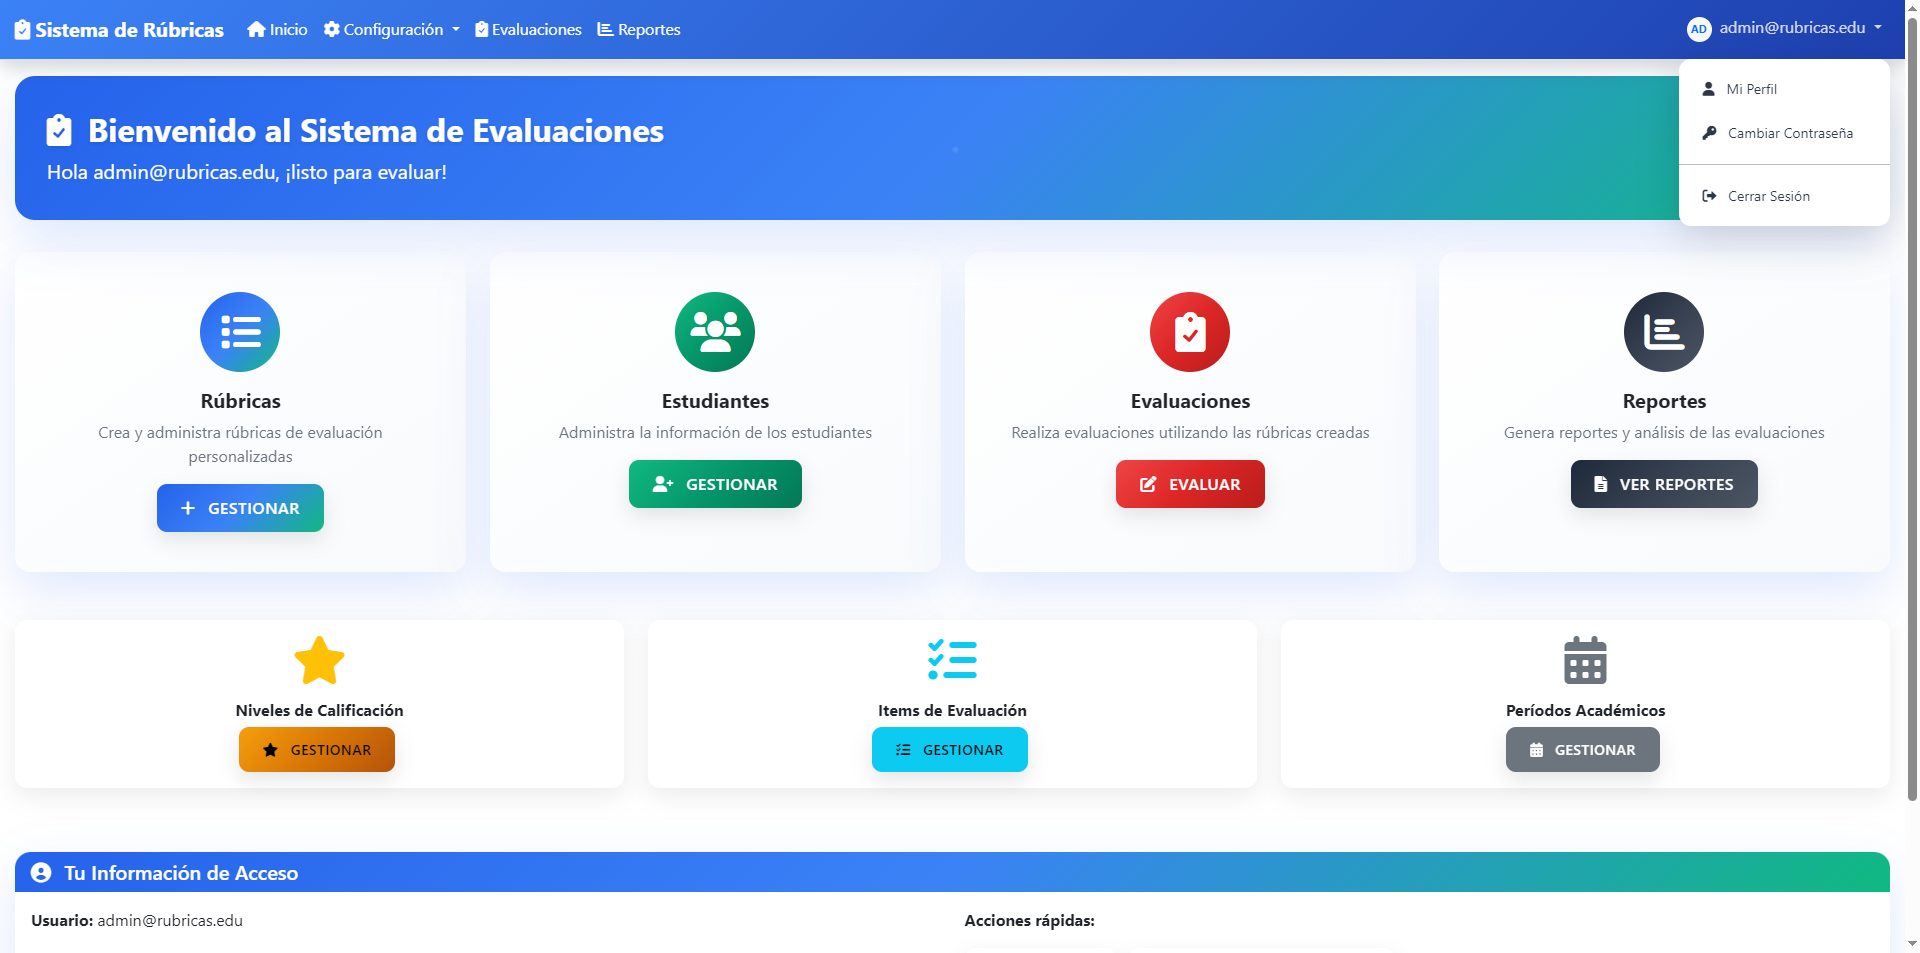 Sistema de Rúbricas
Inicio
Configuración
Evaluaciones
Reportes
AD
admin@rubricas.edu
Mi Perfil
Cambiar Contraseña
Cerrar Sesión
Bienvenido al Sistema de Evaluaciones
Hola admin@rubricas.edu, ¡listo para evaluar!
Rúbricas
Crea y administra rúbricas de evaluación
personalizadas
GESTIONAR
Estudiantes
Administra la información de los estudiantes
GESTIONAR
Evaluaciones
Realiza evaluaciones utilizando las rúbricas creadas
EVALUAR
Reportes
Genera reportes y análisis de las evaluaciones
VER REPORTES
Niveles de Calificación
GESTIONAR
Items de Evaluación
GESTIONAR
Períodos Académicos
GESTIONAR
Tu Información de Acceso
Usuario: admin@rubricas.edu
Acciones rápidas: